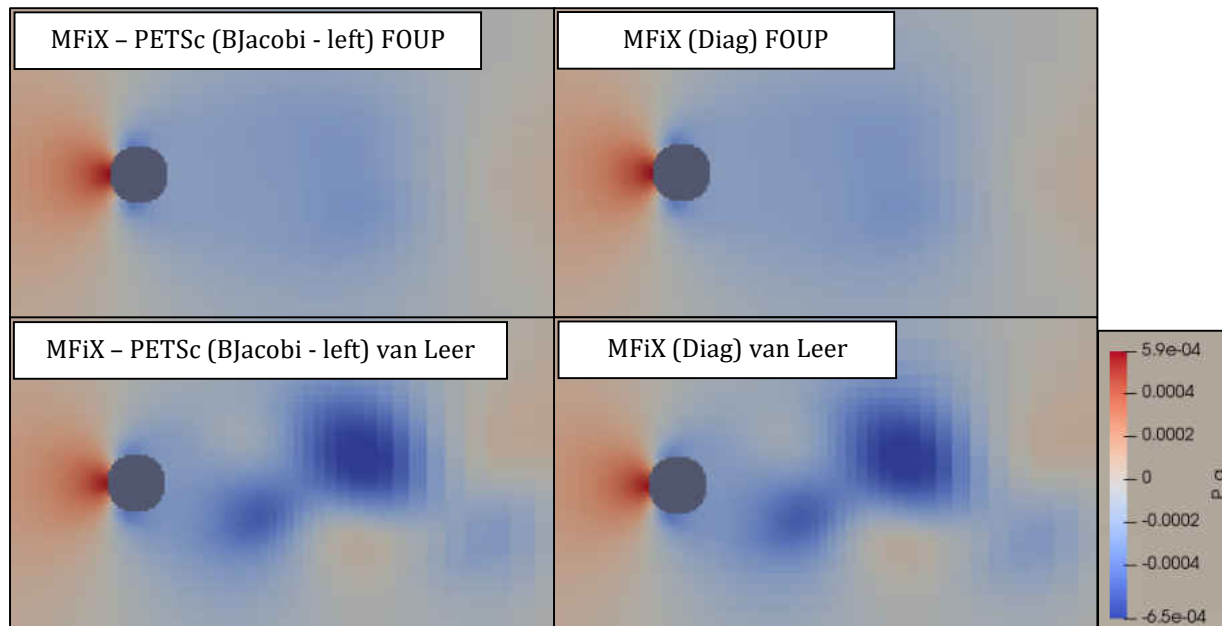 MFiX – PETSc (BJacobi - left) FOUP
MFiX (Diag) FOUP
MFiX – PETSc (BJacobi - left) van Leer
MFiX (Diag) van Leer
5.9e-04
0.0004
0.0002
0
-0.0002
-0.0004
-6.5e-04